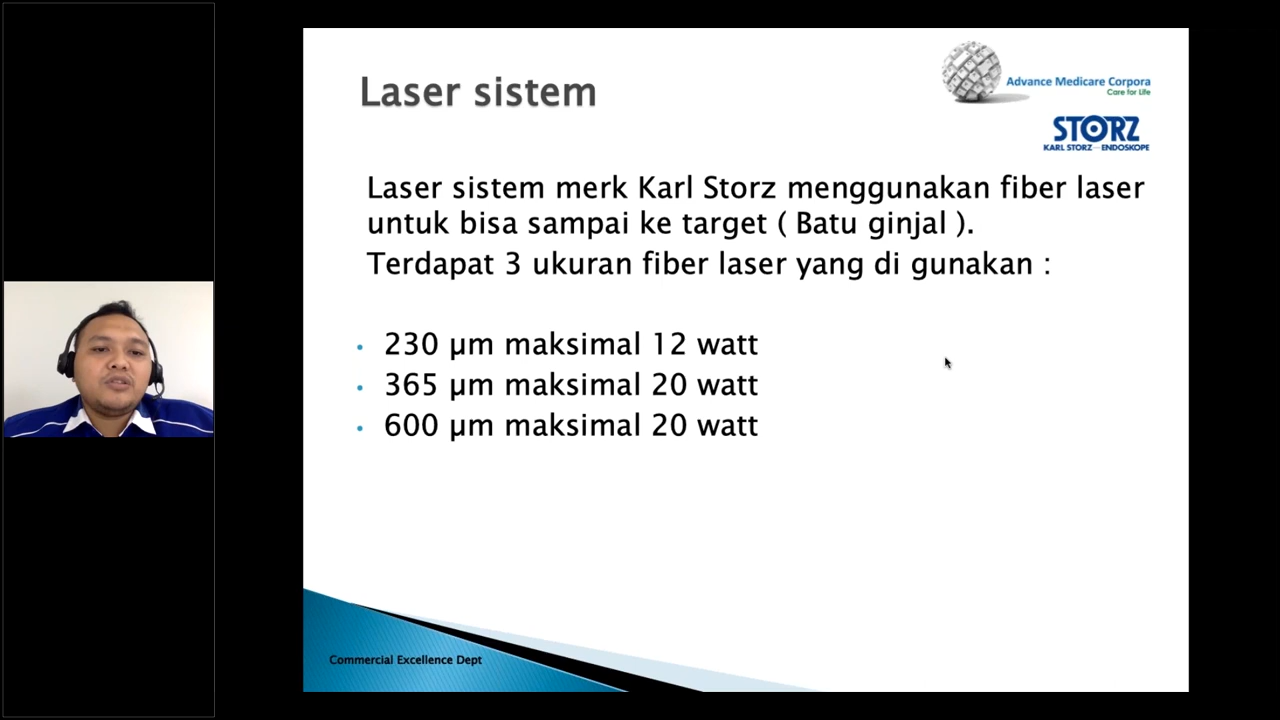 Laser sistem
Advance Medicare Corpora
Care for Life
STORZ
KARL STORZ — ENDOSKOPE
Laser sistem merk Karl Storz menggunakan fiber laser
untuk bisa sampai ke target ( Batu ginjal ).
Terdapat 3 ukuran fiber laser yang di gunakan :
• 230 µm maksimal 12 watt
• 365 µm maksimal 20 watt
• 600 µm maksimal 20 watt
Commercial Excellence Dept